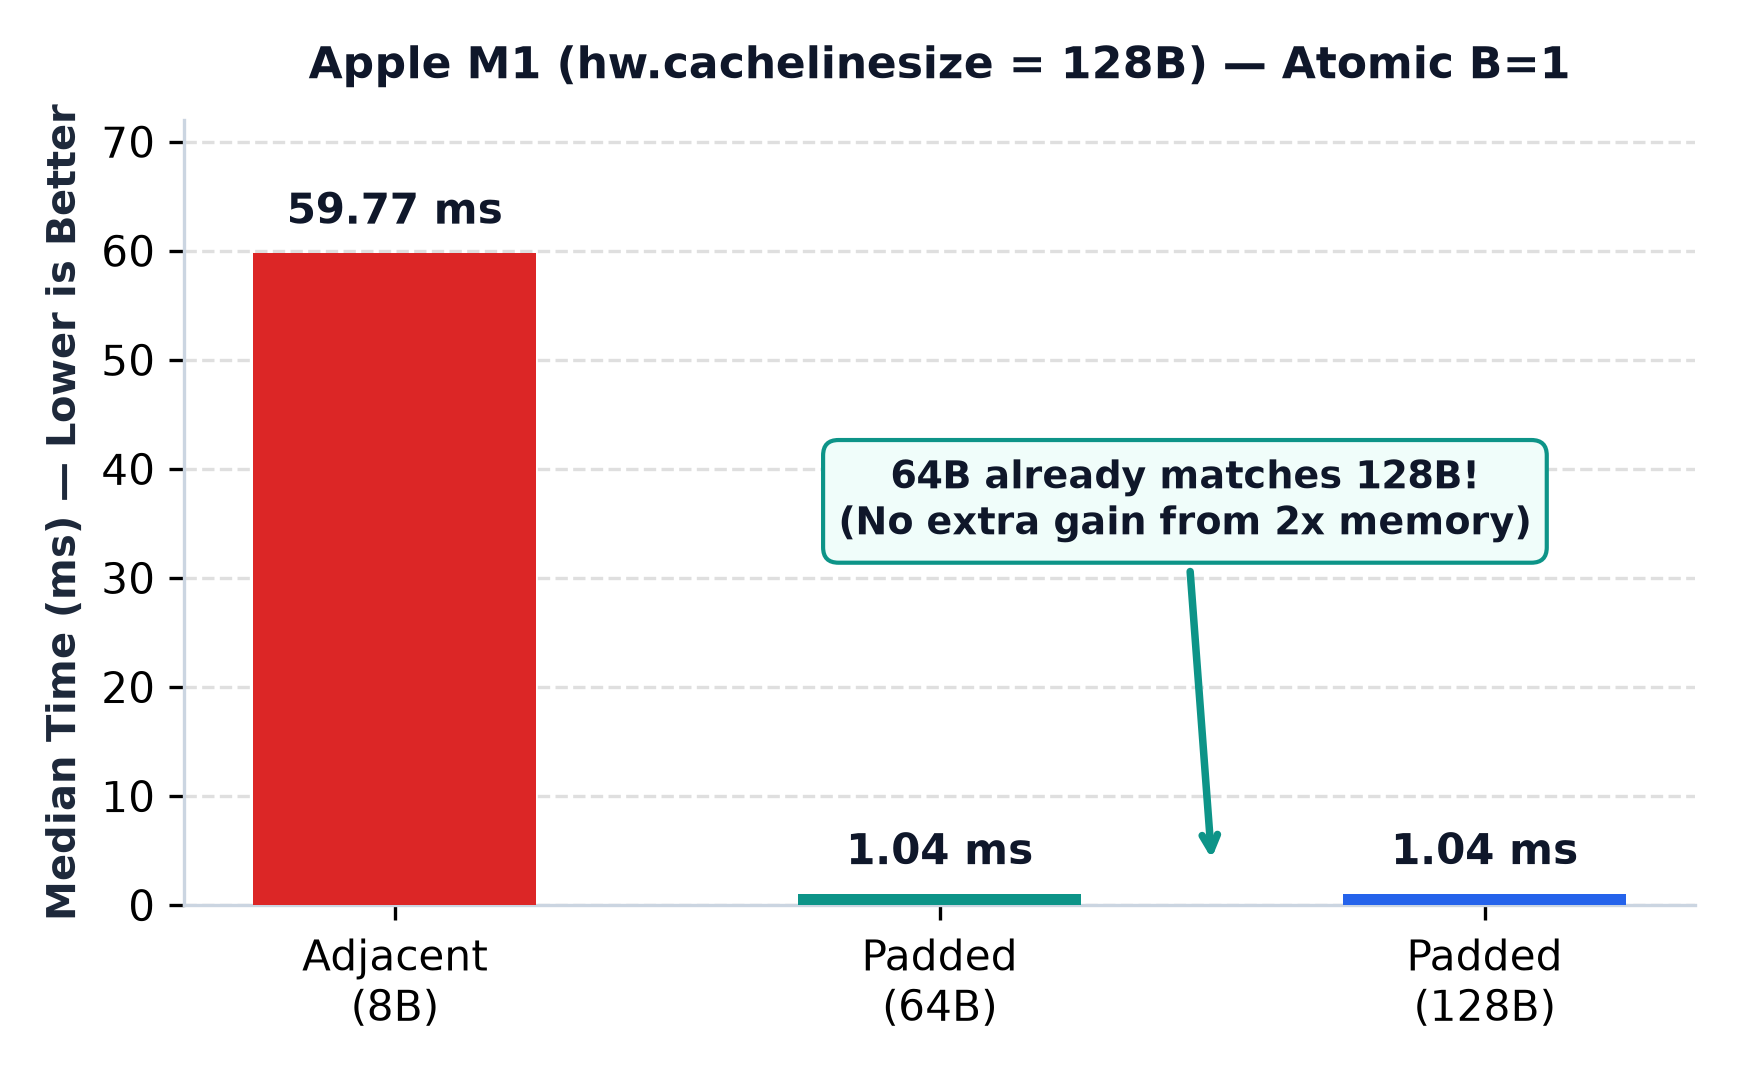 Apple M1 (hw.cachelinesize = 128B) — Atomic B=1
Median Time (ms) — Lower is Better
70
60
50
40
30
20
10
0
59.77 ms
64B already matches 128B!
(No extra gain from 2x memory)
1.04 ms
1.04 ms
Adjacent
(8B)
Padded
(64B)
Padded
(128B)